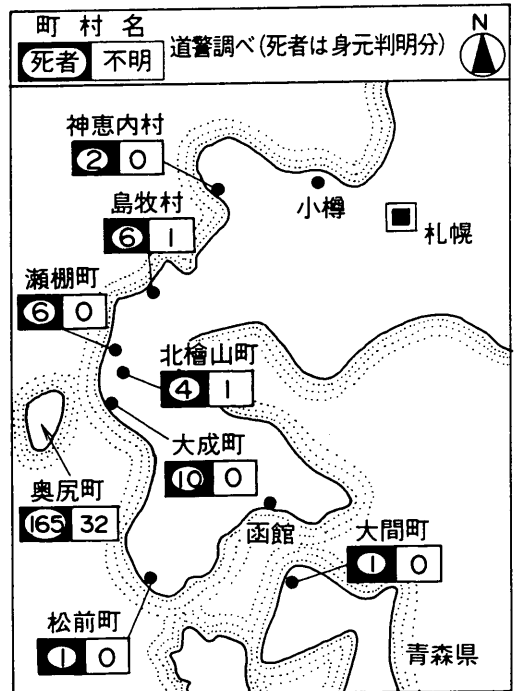 町村名
死者 不明
道警調べ(死者は身元判明分)
N
神恵内村
2 0
小樽
札幌
島牧村
6 1
瀬棚町
6 0
北檜山町
4 1
大成町
10 0
奥尻町
165 32
函館
大間町
1 0
松前町
1 0
青森県